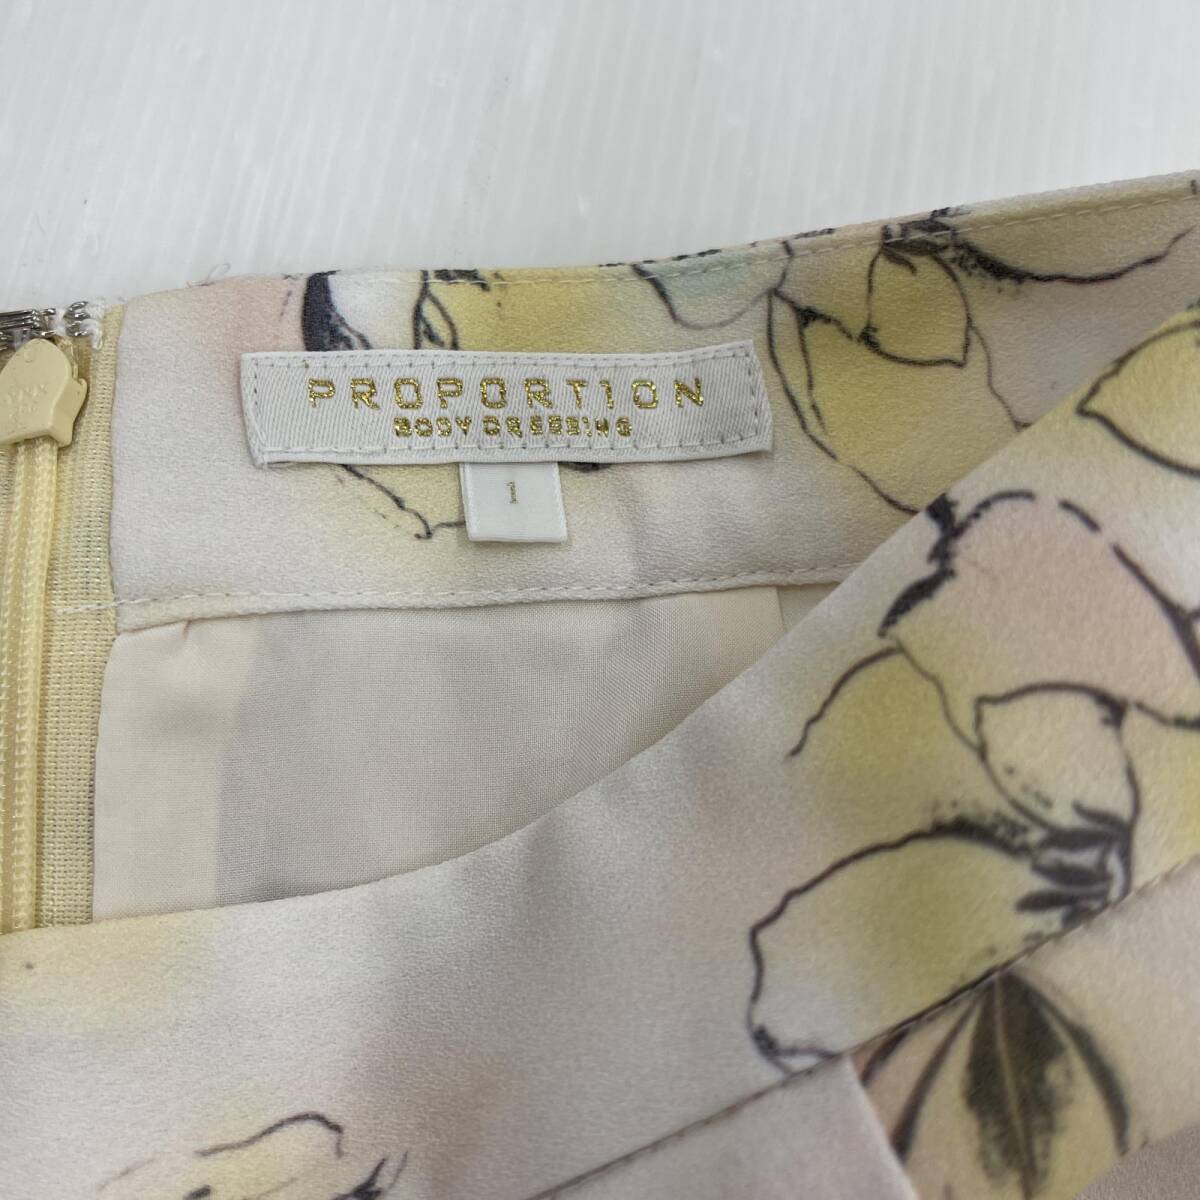 PROPORTION
BODY DRESSING
1